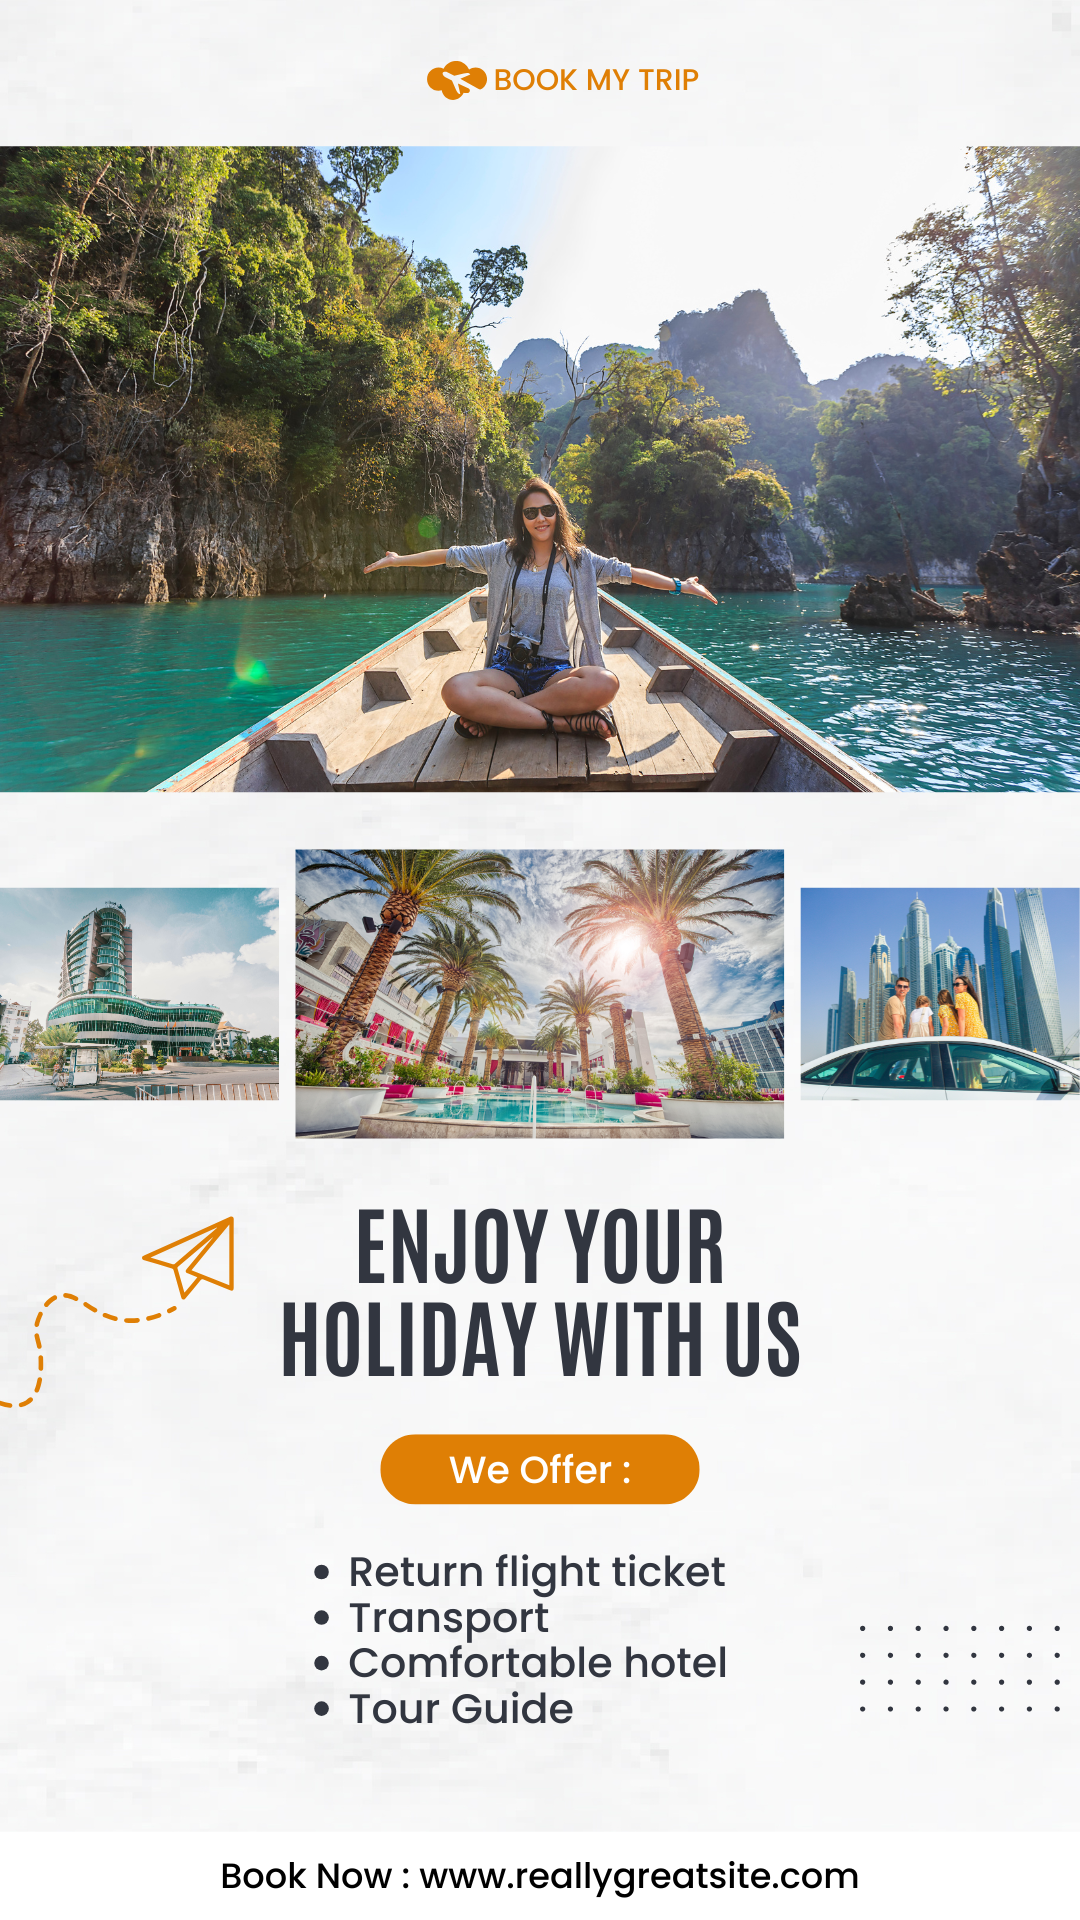 BOOK MY TRIP
ENJOY YOUR
HOLIDAY WITH US
We Offer :
• Return flight ticket
• Transport
• Comfortable hotel
• Tour Guide
Book Now : www.reallygreatsite.com